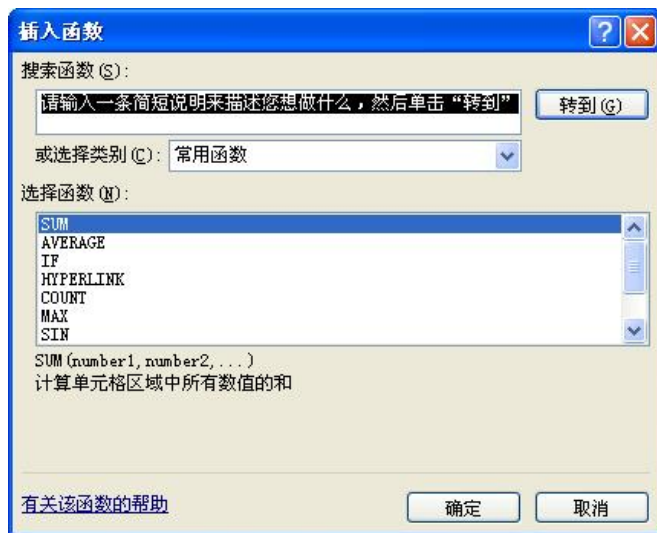 插入函数
搜索函数(S):
请输入一条简短说明来描述您想做什么，然后单击“转到”
转到(G)
或选择类别(C): 常用函数
选择函数(N):
SUM
AVERAGE
IF
HYPERLINK
COUNT
MAX
SIN
SUM(number1,number2,...)
计算单元格区域中所有数值的和
有关该函数的帮助
确定
取消